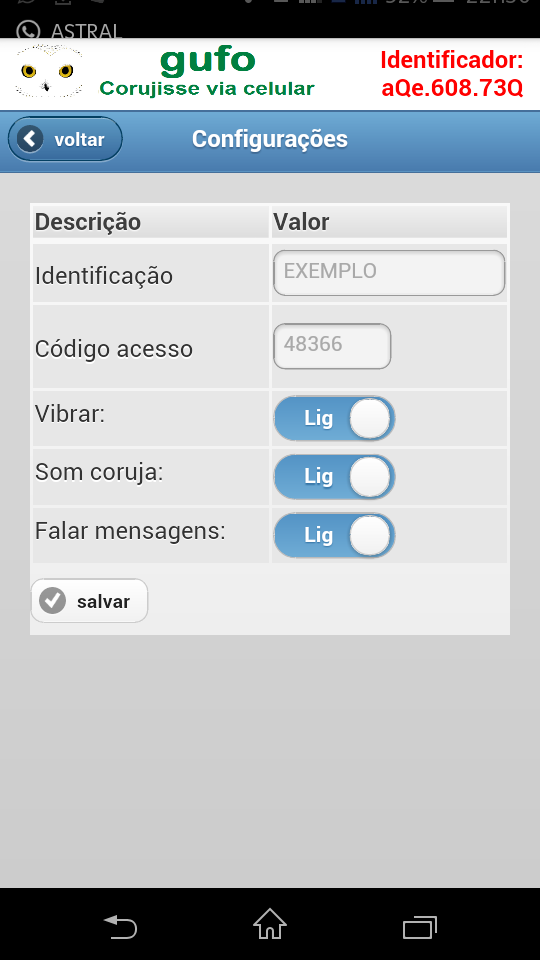 ASTRAL
gufo
Corujisse via celular
Identificador:
aQe.608.73Q
voltar
Configurações
Descrição Valor
Identificação EXEMPLO
Código acesso 48366
Vibrar: Lig
Som coruja: Lig
Falar mensagens: Lig
salvar